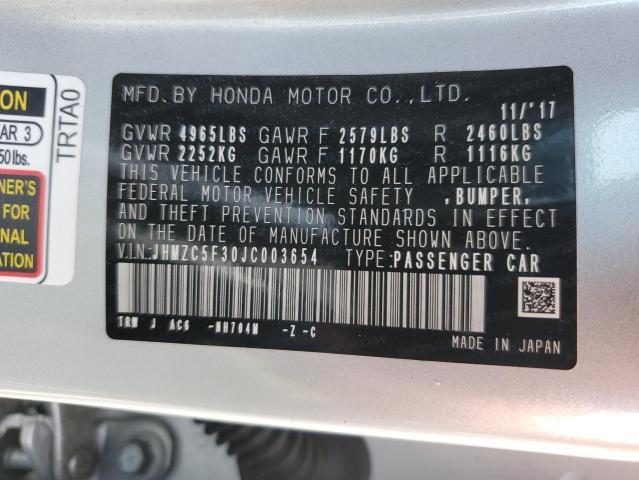 ON
AR 3
50 lbs.
NER'S
FOR
NAL
ATION
TRTA0
MFD. BY HONDA MOTOR CO., LTD.
11/'17
GVWR 4965LBS GAWR F 2579LBS R 2460LBS
GVWR 2252KG GAWR F 1170KG R 1116KG
THIS VEHICLE CONFORMS TO ALL APPLICABLE
FEDERAL MOTOR VEHICLE SAFETY ,BUMPER,
AND THEFT PREVENTION STANDARDS IN EFFECT
ON THE DATE OF MANUFACTURE SHOWN ABOVE.
V.I.N:JHMZC5F30JC003654 TYPE:PASSENGER CAR
TRW J AC6 -NH704M -Z -C
MADE IN JAPAN